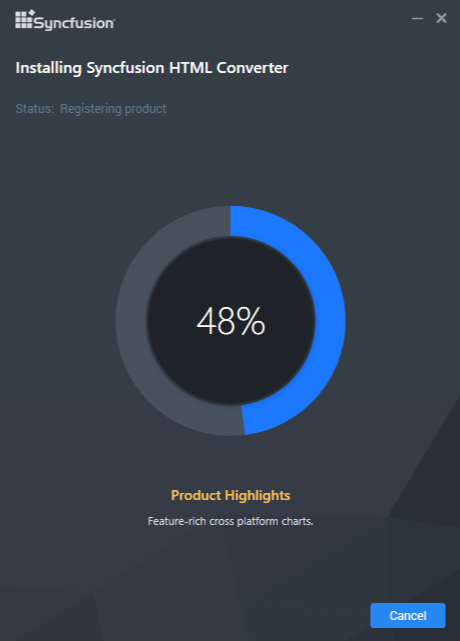 Syncfusion
Installing Syncfusion HTML Converter
Status: Registering product
48%
Product Highlights
Feature-rich cross platform charts.
Cancel